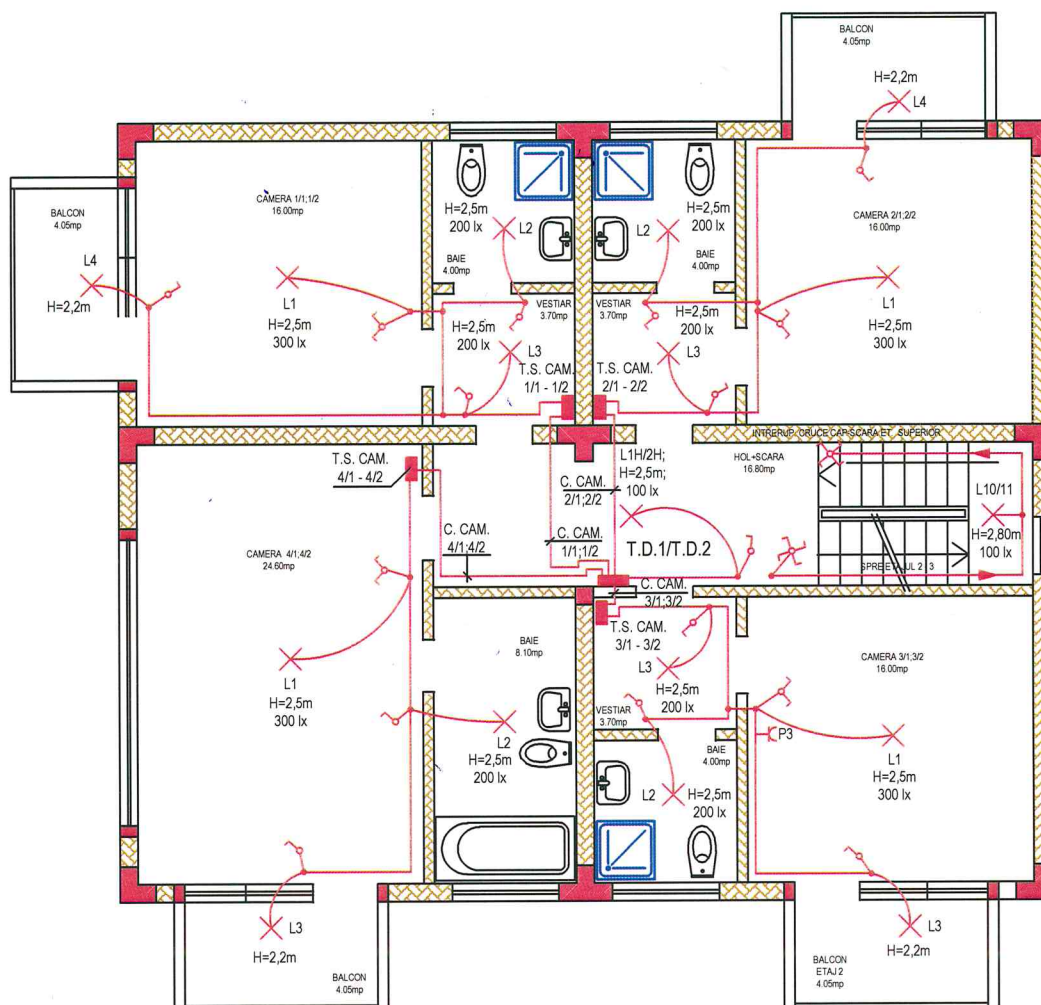 BALCON
4.05mp
H=2,2m
L4
CAMERA 1/1;1/2
16.00mp
H=2,5m
200 lx
L2
BAIE
4.00mp
H=2,5m
200 lx
L2
BAIE
4.00mp
CAMERA 2/1;2/2
16.00mp
BALCON
4.05mp
L4
H=2,2m
L1
H=2,5m
300 lx
VESTIAR
3.70mp
H=2,5m
200 lx
L3
T.S. CAM.
1/1 - 1/2
VESTIAR
3.70mp
H=2,5m
200 lx
L3
T.S. CAM.
2/1 - 2/2
L1
H=2,5m
300 lx
INTRERUP. CRUCE CAP SCARA ET. SUPERIOR
HOL+SCARA
16.80mp
T.S. CAM.
4/1 - 4/2
L1H/2H;
H=2,5m;
100 lx
C. CAM.
2/1;2/2
L10/11
H=2,80m
100 lx
C. CAM.
4/1;4/2
C. CAM.
1/1;1/2
T.D.1/T.D.2
CAMERA 4/1;4/2
24.60mp
SPRE ETAJUL 2 / 3
C. CAM.
3/1;3/2
T.S. CAM.
3/1 - 3/2
BAIE
8.10mp
L3
H=2,5m
200 lx
CAMERA 3/1;3/2
16.00mp
L1
H=2,5m
300 lx
VESTIAR
3.70mp
P3
L2
H=2,5m
200 lx
BAIE
4.00mp
L1
H=2,5m
300 lx
L2
H=2,5m
200 lx
L3
H=2,2m
L3
H=2,2m
BALCON
4.05mp
BALCON
ETAJ 2
4.05mp